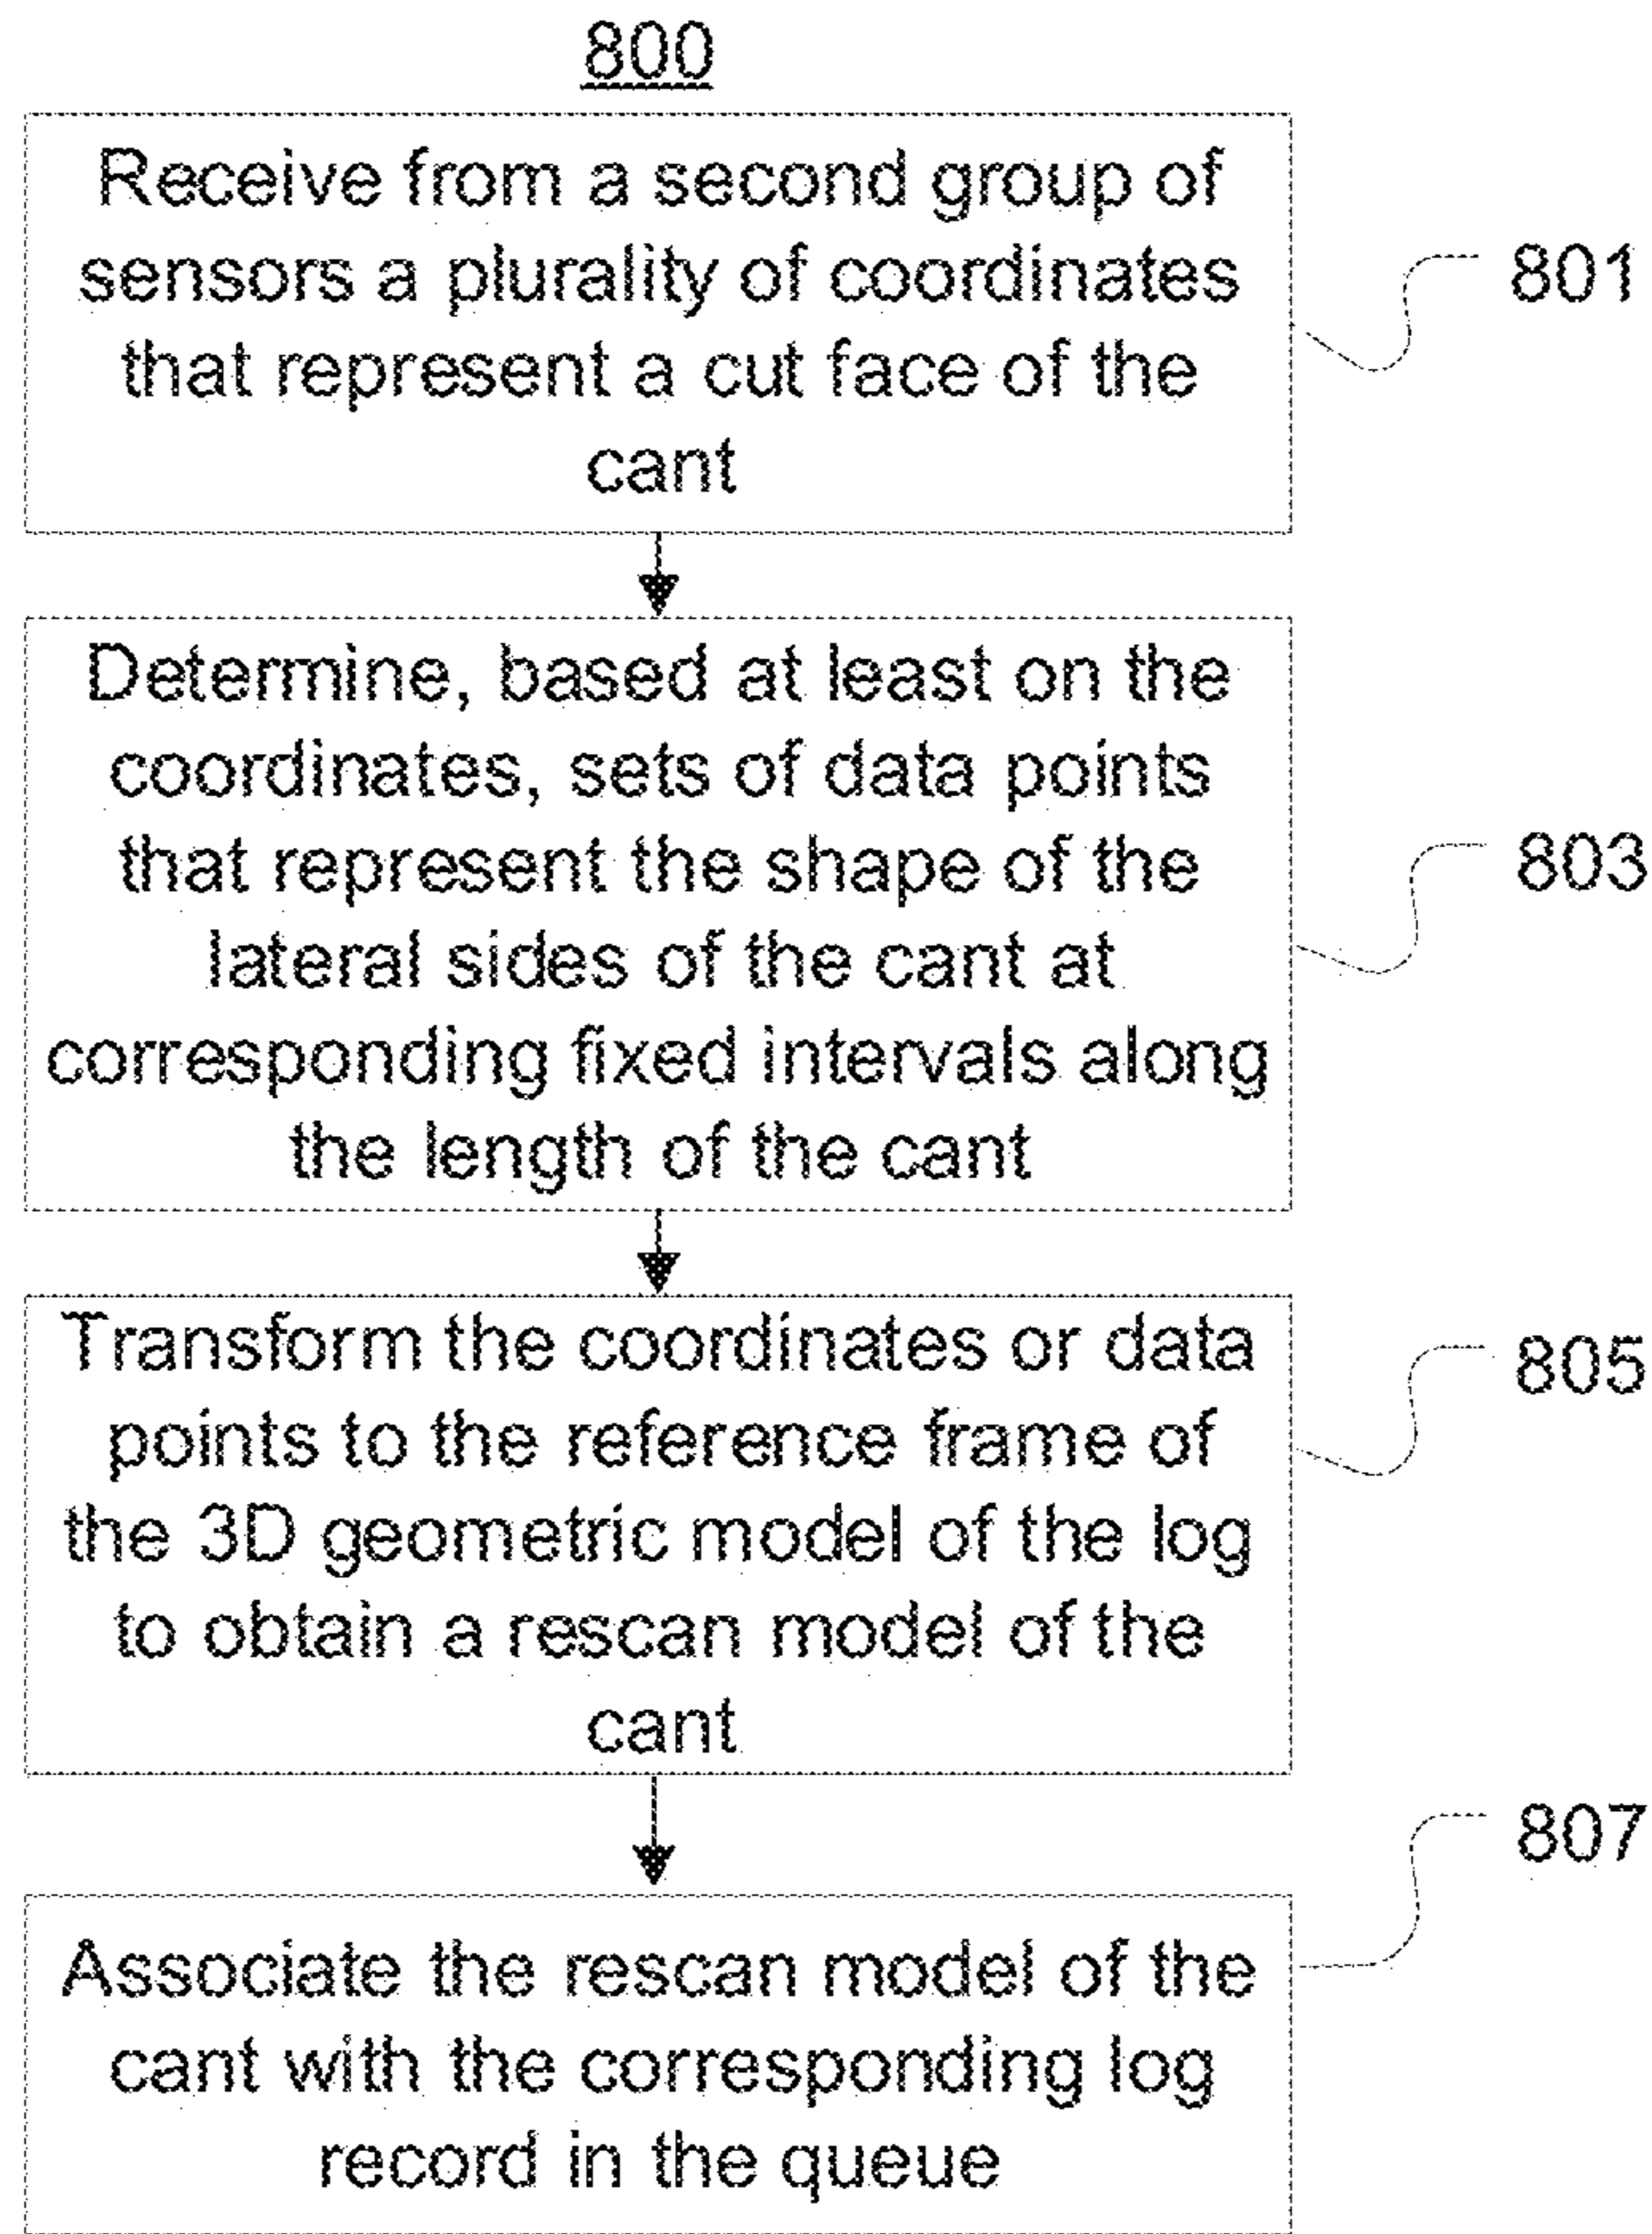 800
Receive from a second group of
sensors a plurality of coordinates
that represent a cut face of the
cant
801
Determine, based at least on the
coordinates, sets of data points
that represent the shape of the
lateral sides of the cant at
corresponding fixed intervals along
the length of the cant
803
Transform the coordinates or data
points to the reference frame of
the 3D geometric model of the log
to obtain a rescan model of the
cant
805
Associate the rescan model of the
cant with the corresponding log
record in the queue
807